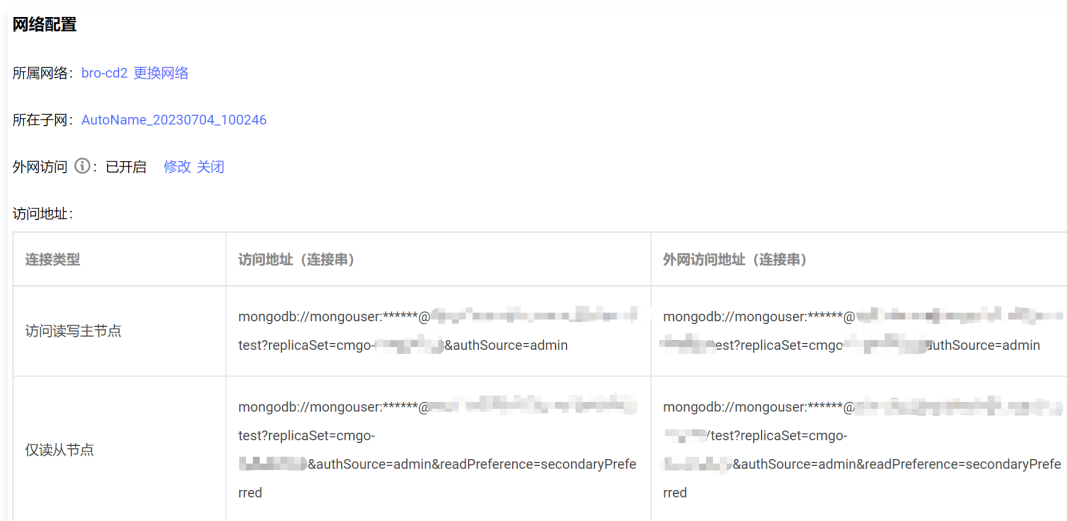 网络配置
所属网络：bro-cd2 更换网络
所在子网：AutoName_20230704_100246
外网访问 ⓘ：已开启 修改 关闭
访问地址：
连接类型 访问地址（连接串） 外网访问地址（连接串）
访问读写主节点
mongodb://mongouser:******@
test?replicaSet=cmgo-
&authSource=admin
mongodb://mongouser:******@
est?replicaSet=cmgo
authSource=admin
仅读从节点
mongodb://mongouser:******@
test?replicaSet=cmgo-
&authSource=admin&readPreference=secondaryPrefe
rred
mongodb://mongouser:******@
/test?replicaSet=cmgo-
&authSource=admin&readPreference=secondaryPrefe
rred